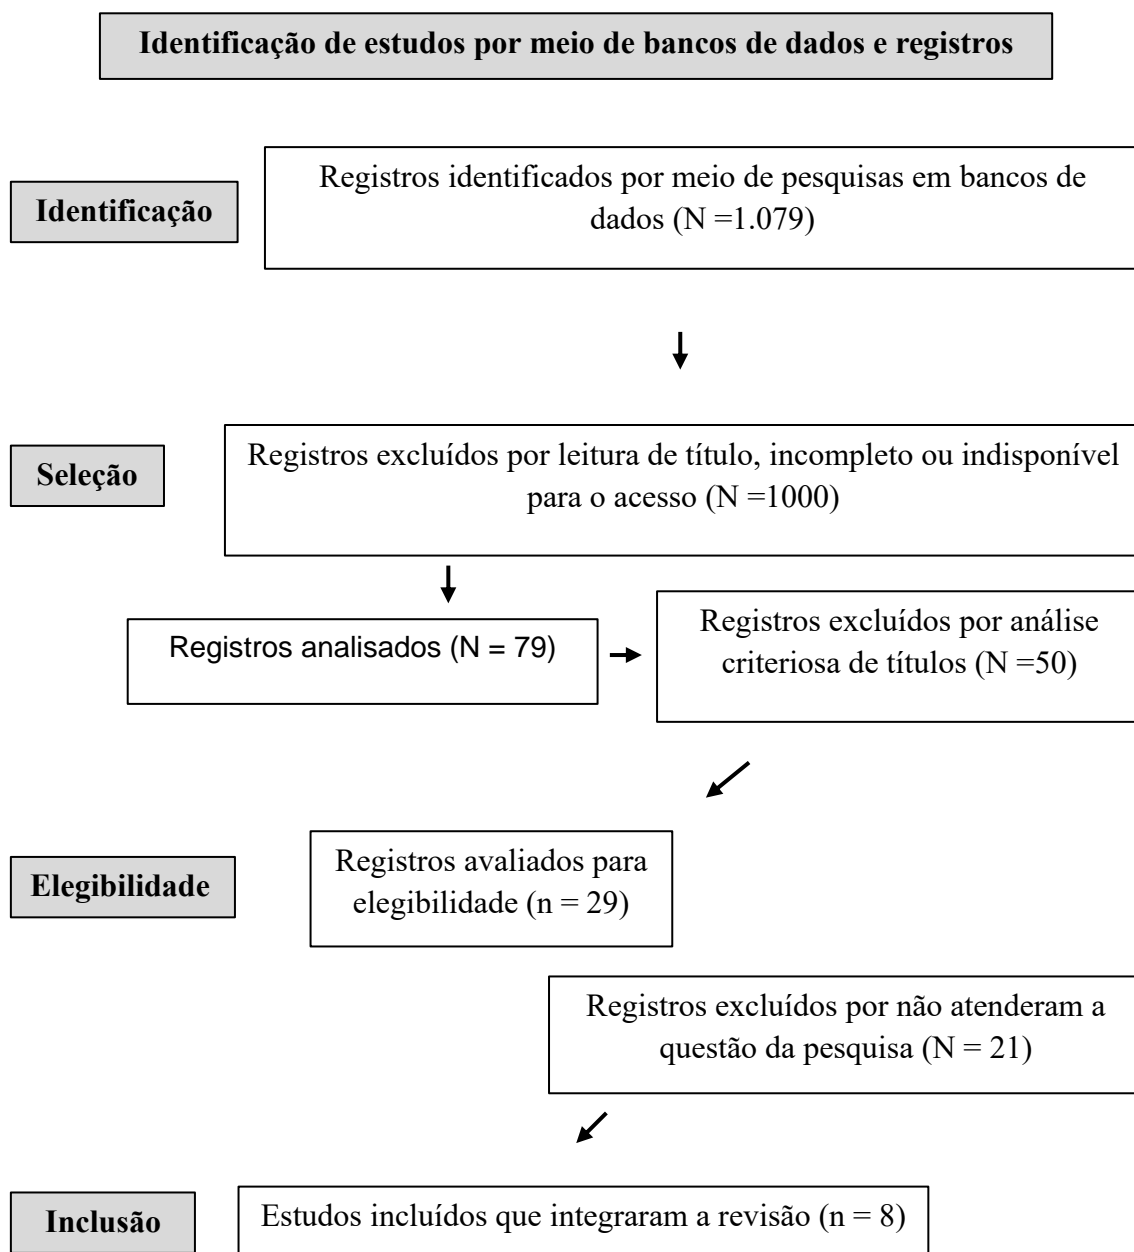 Identificação de estudos por meio de bancos de dados e registros
Identificação
Registros identificados por meio de pesquisas em bancos de
dados (N =1.079)
Seleção
Registros excluídos por leitura de título, incompleto ou indisponível
para o acesso (N =1000)
Registros analisados (N = 79)
Registros excluídos por análise
criteriosa de títulos (N =50)
Elegibilidade
Registros avaliados para
elegibilidade (n = 29)
Registros excluídos por não atenderam a
questão da pesquisa (N = 21)
Inclusão
Estudos incluídos que integraram a revisão (n = 8)